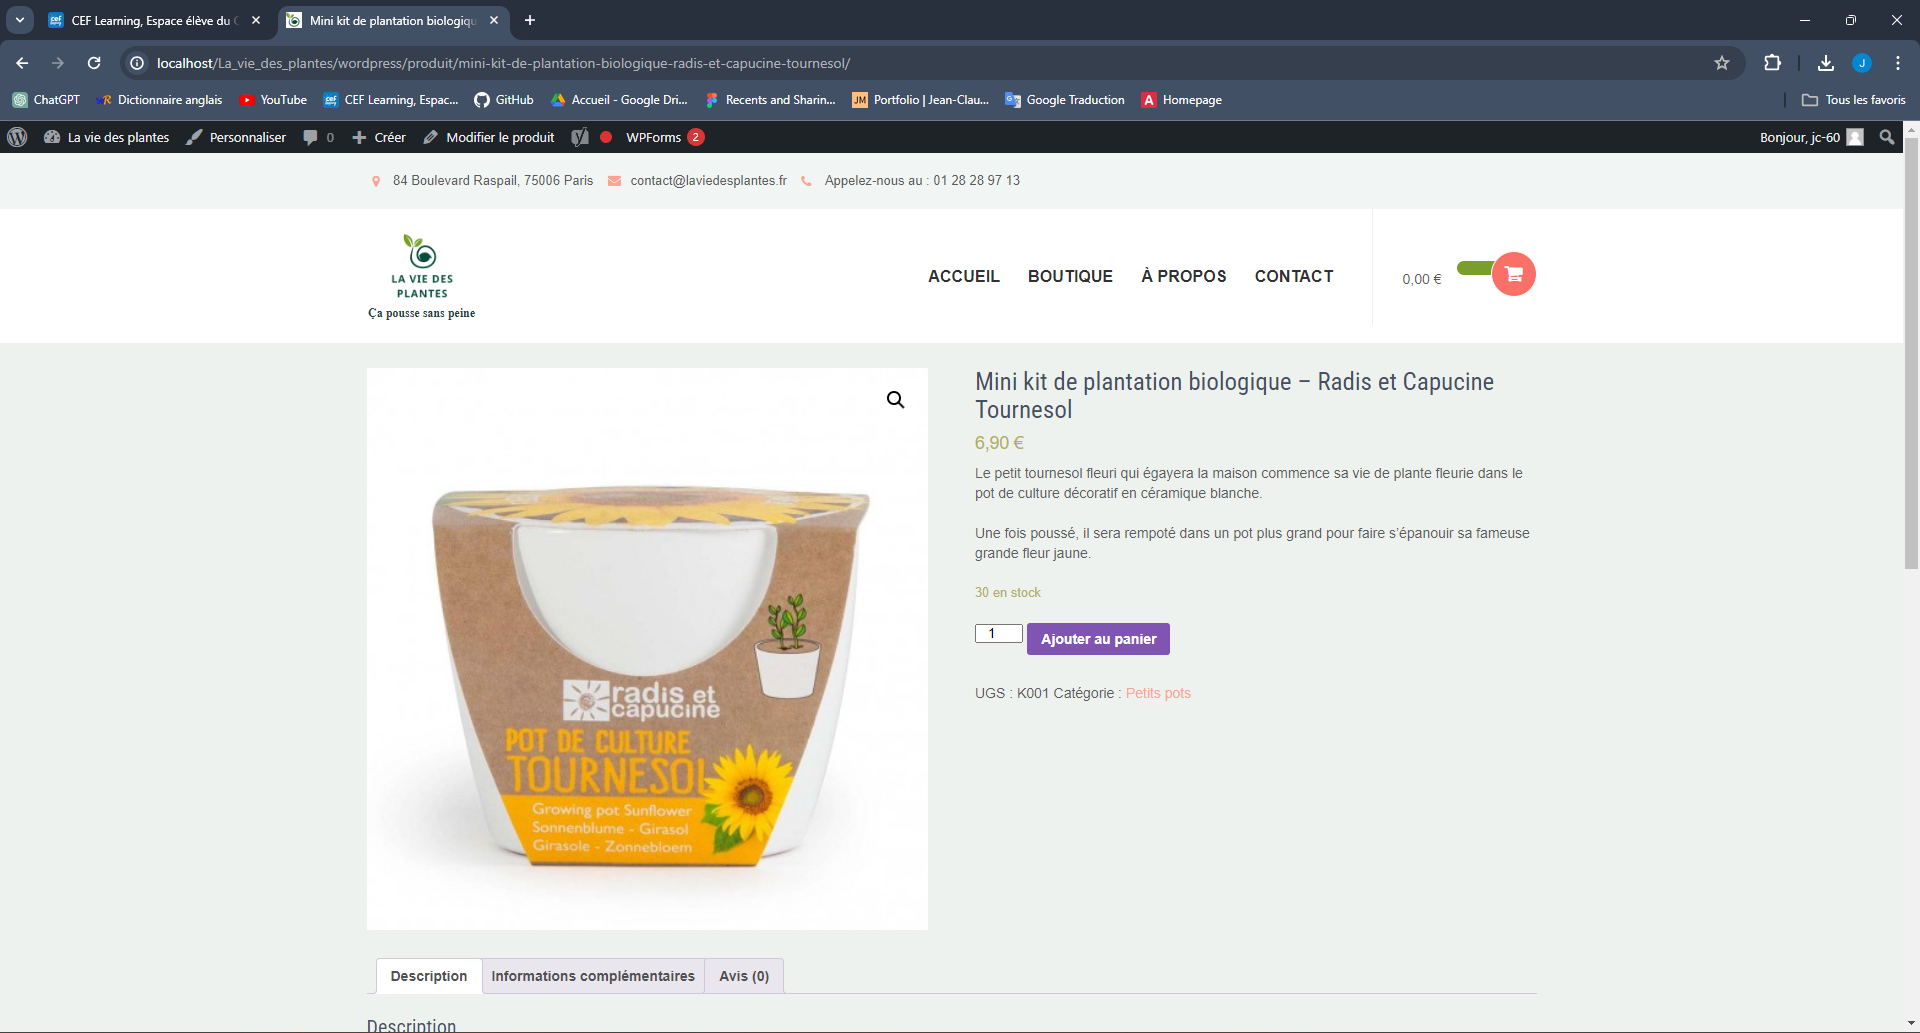 CEF Learning, Espace élève du C
Mini kit de plantation biologiqu
localhost/La_vie_des_plantes/wordpress/produit/mini-kit-de-plantation-biologique-radis-et-capucine-tournesol/
J
ChatGPT
Dictionnaire anglais
YouTube
CEF Learning, Espac...
GitHub
Accueil - Google Dri...
Recents and Sharin...
JM
Portfolio | Jean-Clau...
Google Traduction
A
Homepage
Tous les favoris
La vie des plantes
Personnaliser
0
Créer
Modifier le produit
WPForms 2
Bonjour, jc-60
84 Boulevard Raspail, 75006 Paris
contact@laviedesplantes.fr
Appelez-nous au : 01 28 28 97 13
LA VIE DES
PLANTES
Ça pousse sans peine
ACCUEIL
BOUTIQUE
À PROPOS
CONTACT
0,00 €
Mini kit de plantation biologique – Radis et Capucine
Tournesol
6,90 €
Le petit tournesol fleuri qui égayera la maison commence sa vie de plante fleurie dans le
pot de culture décoratif en céramique blanche.
Une fois poussé, il sera rempoté dans un pot plus grand pour faire s’épanouir sa fameuse
grande fleur jaune.
30 en stock
1
Ajouter au panier
UGS : K001 Catégorie : Petits pots
radis et
capucine
POT DE CULTURE
TOURNESOL
Growing pot Sunflower
Sonnenblume - Girasol
Girasole - Zonnebloem
Description
Informations complémentaires
Avis (0)
Description